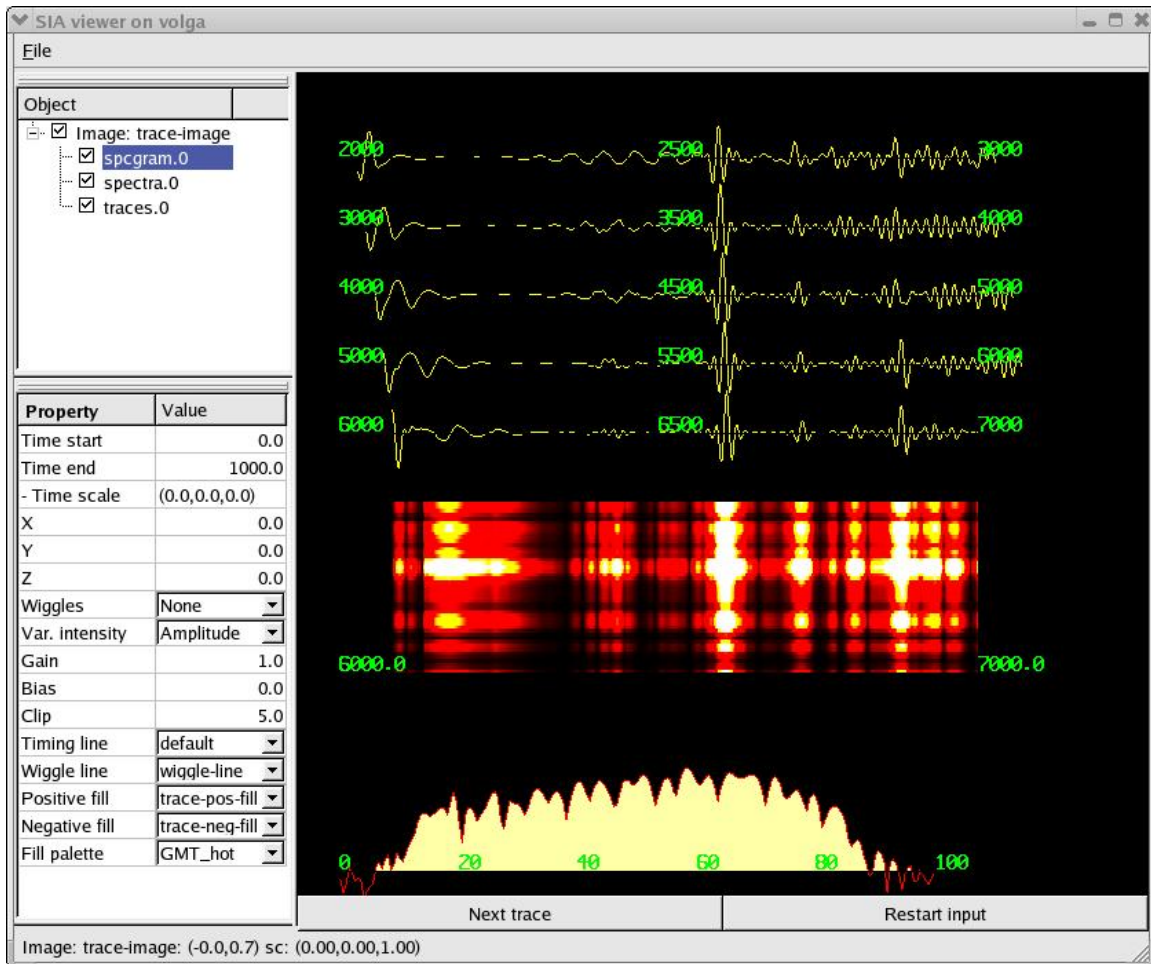 SIA viewer on volga
File
Object
Image: trace-image
spcgram.0
spectra.0
traces.0
Property Value
Time start 0.0
Time end 1000.0
- Time scale (0.0,0.0,0.0)
X 0.0
Y 0.0
Z 0.0
Wiggles None
Var. intensity Amplitude
Gain 1.0
Bias 0.0
Clip 5.0
Timing line default
Wiggle line wiggle-line
Positive fill trace-pos-fill
Negative fill trace-neg-fill
Fill palette GMT_hot
2000 2500 3000
3000 3500 4000
4000 4500 5000
5000 5500 6000
6000 6500 7000
6000.0 7000.0
0 20 40 60 80 100
Next trace Restart input
Image: trace-image: (-0.0,0.7) sc: (0.00,0.00,1.00)